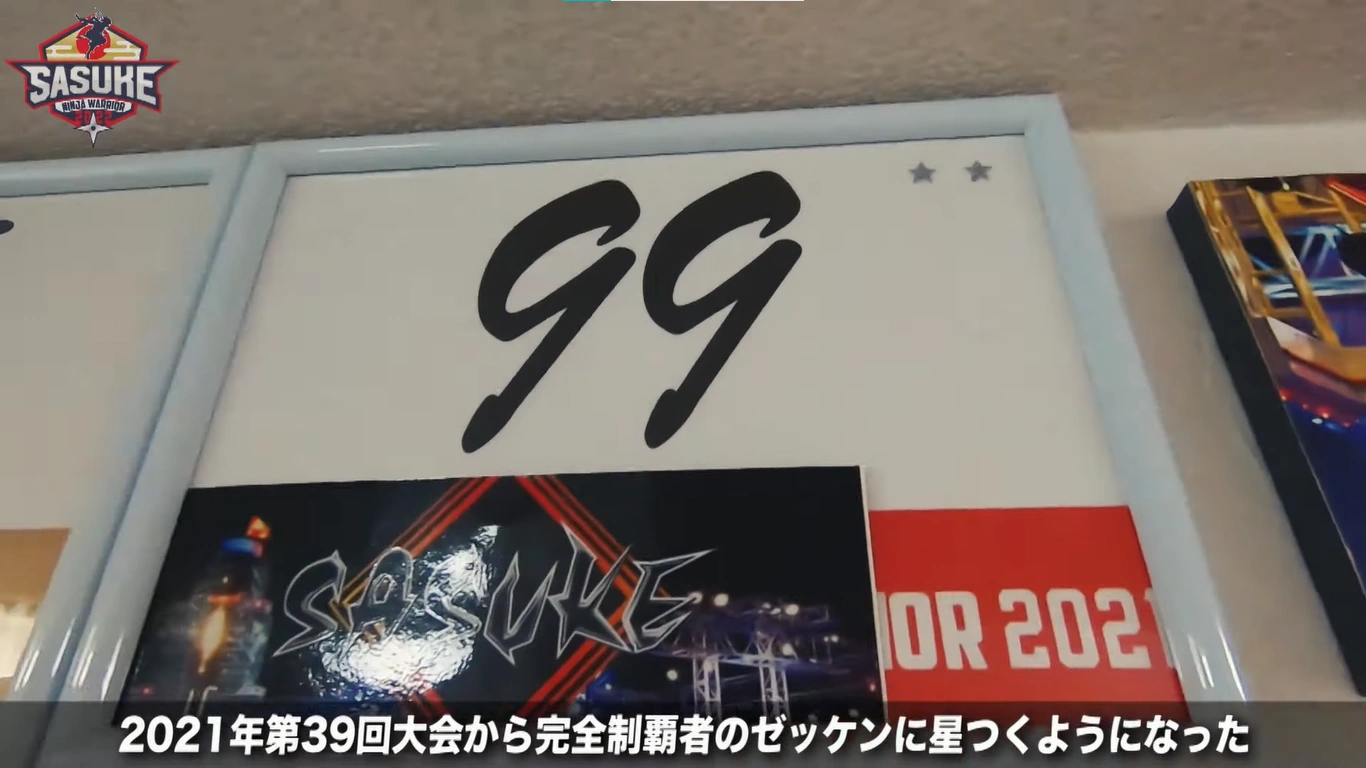 SASUKE
NINJA WARRIOR
2022
99
SASUKE
IOR 2021
2021年第39回大会から完全制覇者のゼッケンに星つくようになった